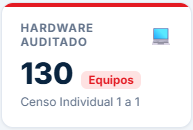 HARDWARE
AUDITADO
130 Equipos
Censo Individual 1 a 1